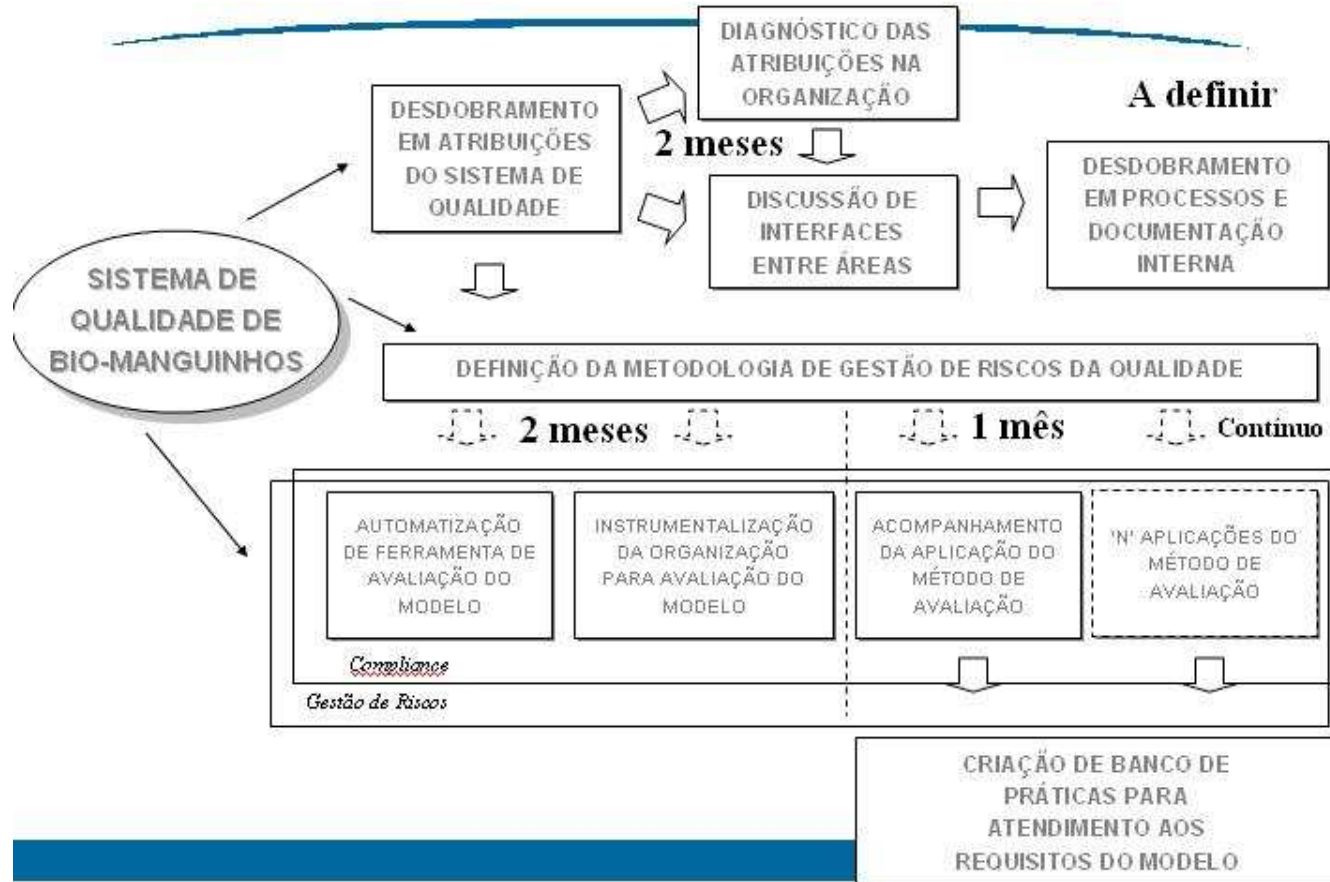 DIAGNÓSTICO DAS
ATRIBUIÇÕES NA
ORGANIZAÇÃO
A definir
DESDOBRAMENTO
EM ATRIBUIÇÕES
DO SISTEMA DE
QUALIDADE
2 meses
DISCUSSÃO DE
INTERFACES
ENTRE ÁREAS
DESDOBRAMENTO
EM PROCESSOS E
DOCUMENTAÇÃO
INTERNA
SISTEMA DE
QUALIDADE DE
BIO-MANGUINHOS
DEFINIÇÃO DA METODOLOGIA DE GESTÃO DE RISCOS DA QUALIDADE
2 meses
1 mês
Contínuo
AUTOMATIZAÇÃO
DE FERRAMENTA DE
AVALIAÇÃO DO
MODELO
INSTRUMENTALIZAÇÃO
DA ORGANIZAÇÃO
PARA AVALIAÇÃO DO
MODELO
ACOMPANHAMENTO
DA APLICAÇÃO DO
MÉTODO DE
AVALIAÇÃO
'N' APLICAÇÕES DO
MÉTODO DE
AVALIAÇÃO
Compliance
Gestão de Riscos
CRIAÇÃO DE BANCO DE
PRÁTICAS PARA
ATENDIMENTO AOS
REQUISITOS DO MODELO